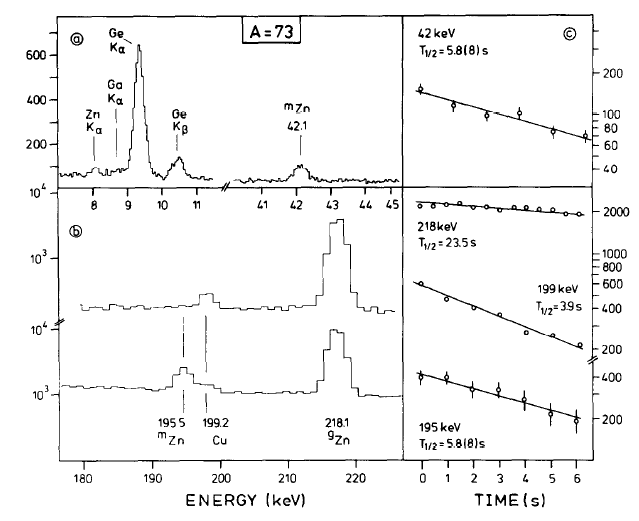 A=73
ⓐ
Ge
Kα
Ga
Kα
Zn
Kα
Ge
Kβ
mZn
42.1
600
400
200
8 9 10 11 41 42 43 44 45
ⓑ
10⁴
10³
10⁴
10³
195.5 199.2 218.1
mZn Cu gZn
180 190 200 210 220
ENERGY (keV)
ⓒ
42 keV
T1/2 = 5.8(8) s
200
100
80
60
40
218 keV
T1/2 = 23.5 s
199 keV
T1/2 = 3.9 s
2000
1000
800
600
400
200
400
200
195 keV
T1/2 = 5.8(8) s
0 1 2 3 4 5 6
TIME (s)